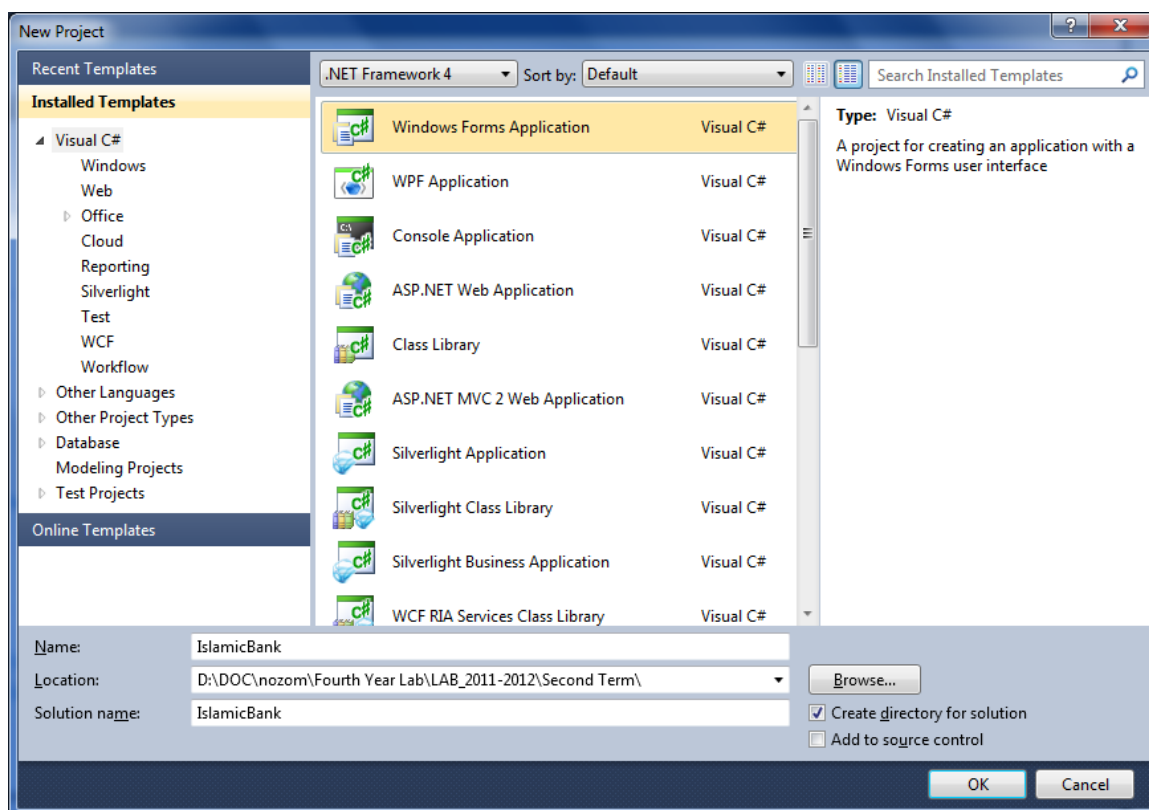 New Project
Recent Templates
Installed Templates
Visual C#
Windows
Web
Office
Cloud
Reporting
Silverlight
Test
WCF
Workflow
Other Languages
Other Project Types
Database
Modeling Projects
Test Projects
Online Templates
.NET Framework 4 Sort by: Default Search Installed Templates
Windows Forms Application Visual C#
WPF Application Visual C#
Console Application Visual C#
ASP.NET Web Application Visual C#
Class Library Visual C#
ASP.NET MVC 2 Web Application Visual C#
Silverlight Application Visual C#
Silverlight Class Library Visual C#
Silverlight Business Application Visual C#
WCF RIA Services Class Library Visual C#
Type: Visual C#
A project for creating an application with a
Windows Forms user interface
Name: IslamicBank
Location: D:\DOC\nozom\Fourth Year Lab\LAB_2011-2012\Second Term\ Browse...
Solution name: IslamicBank
Create directory for solution
Add to source control
OK Cancel